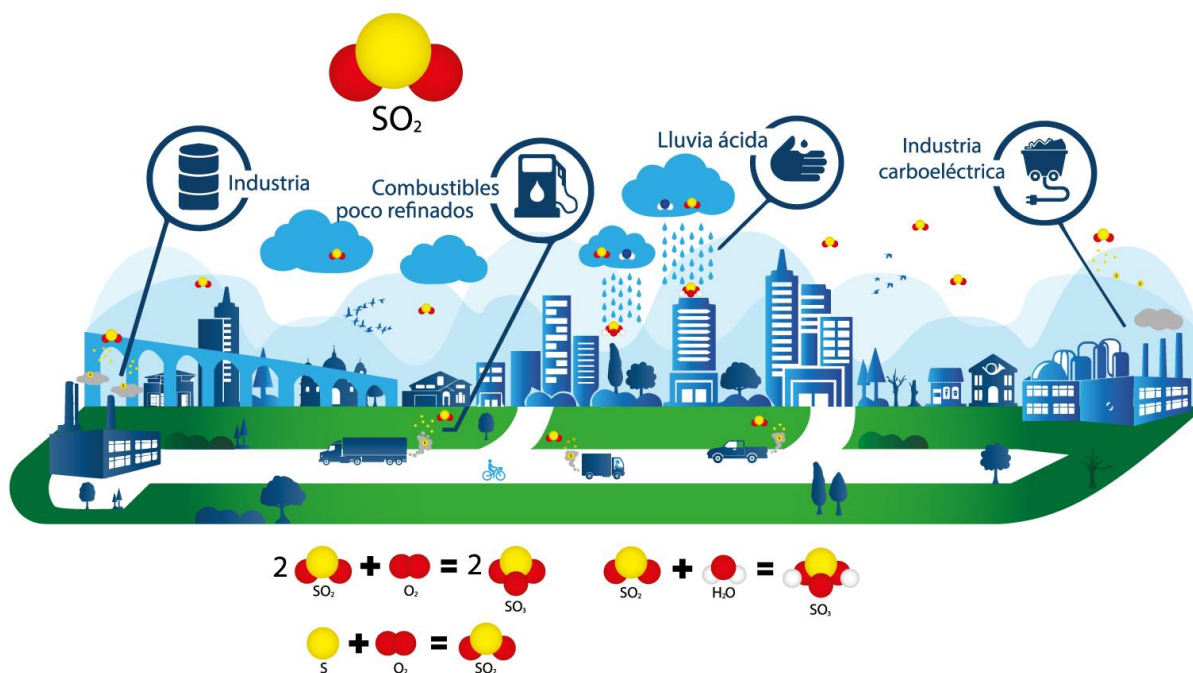 SO₂
Industria
Combustibles
poco refinados
Lluvia ácida
Industria
carboeléctrica
2 + = 2
SO₂ O₂ SO₃
+ =
SO₂ H₂O SO₃
+ =
S O₂ SO₂